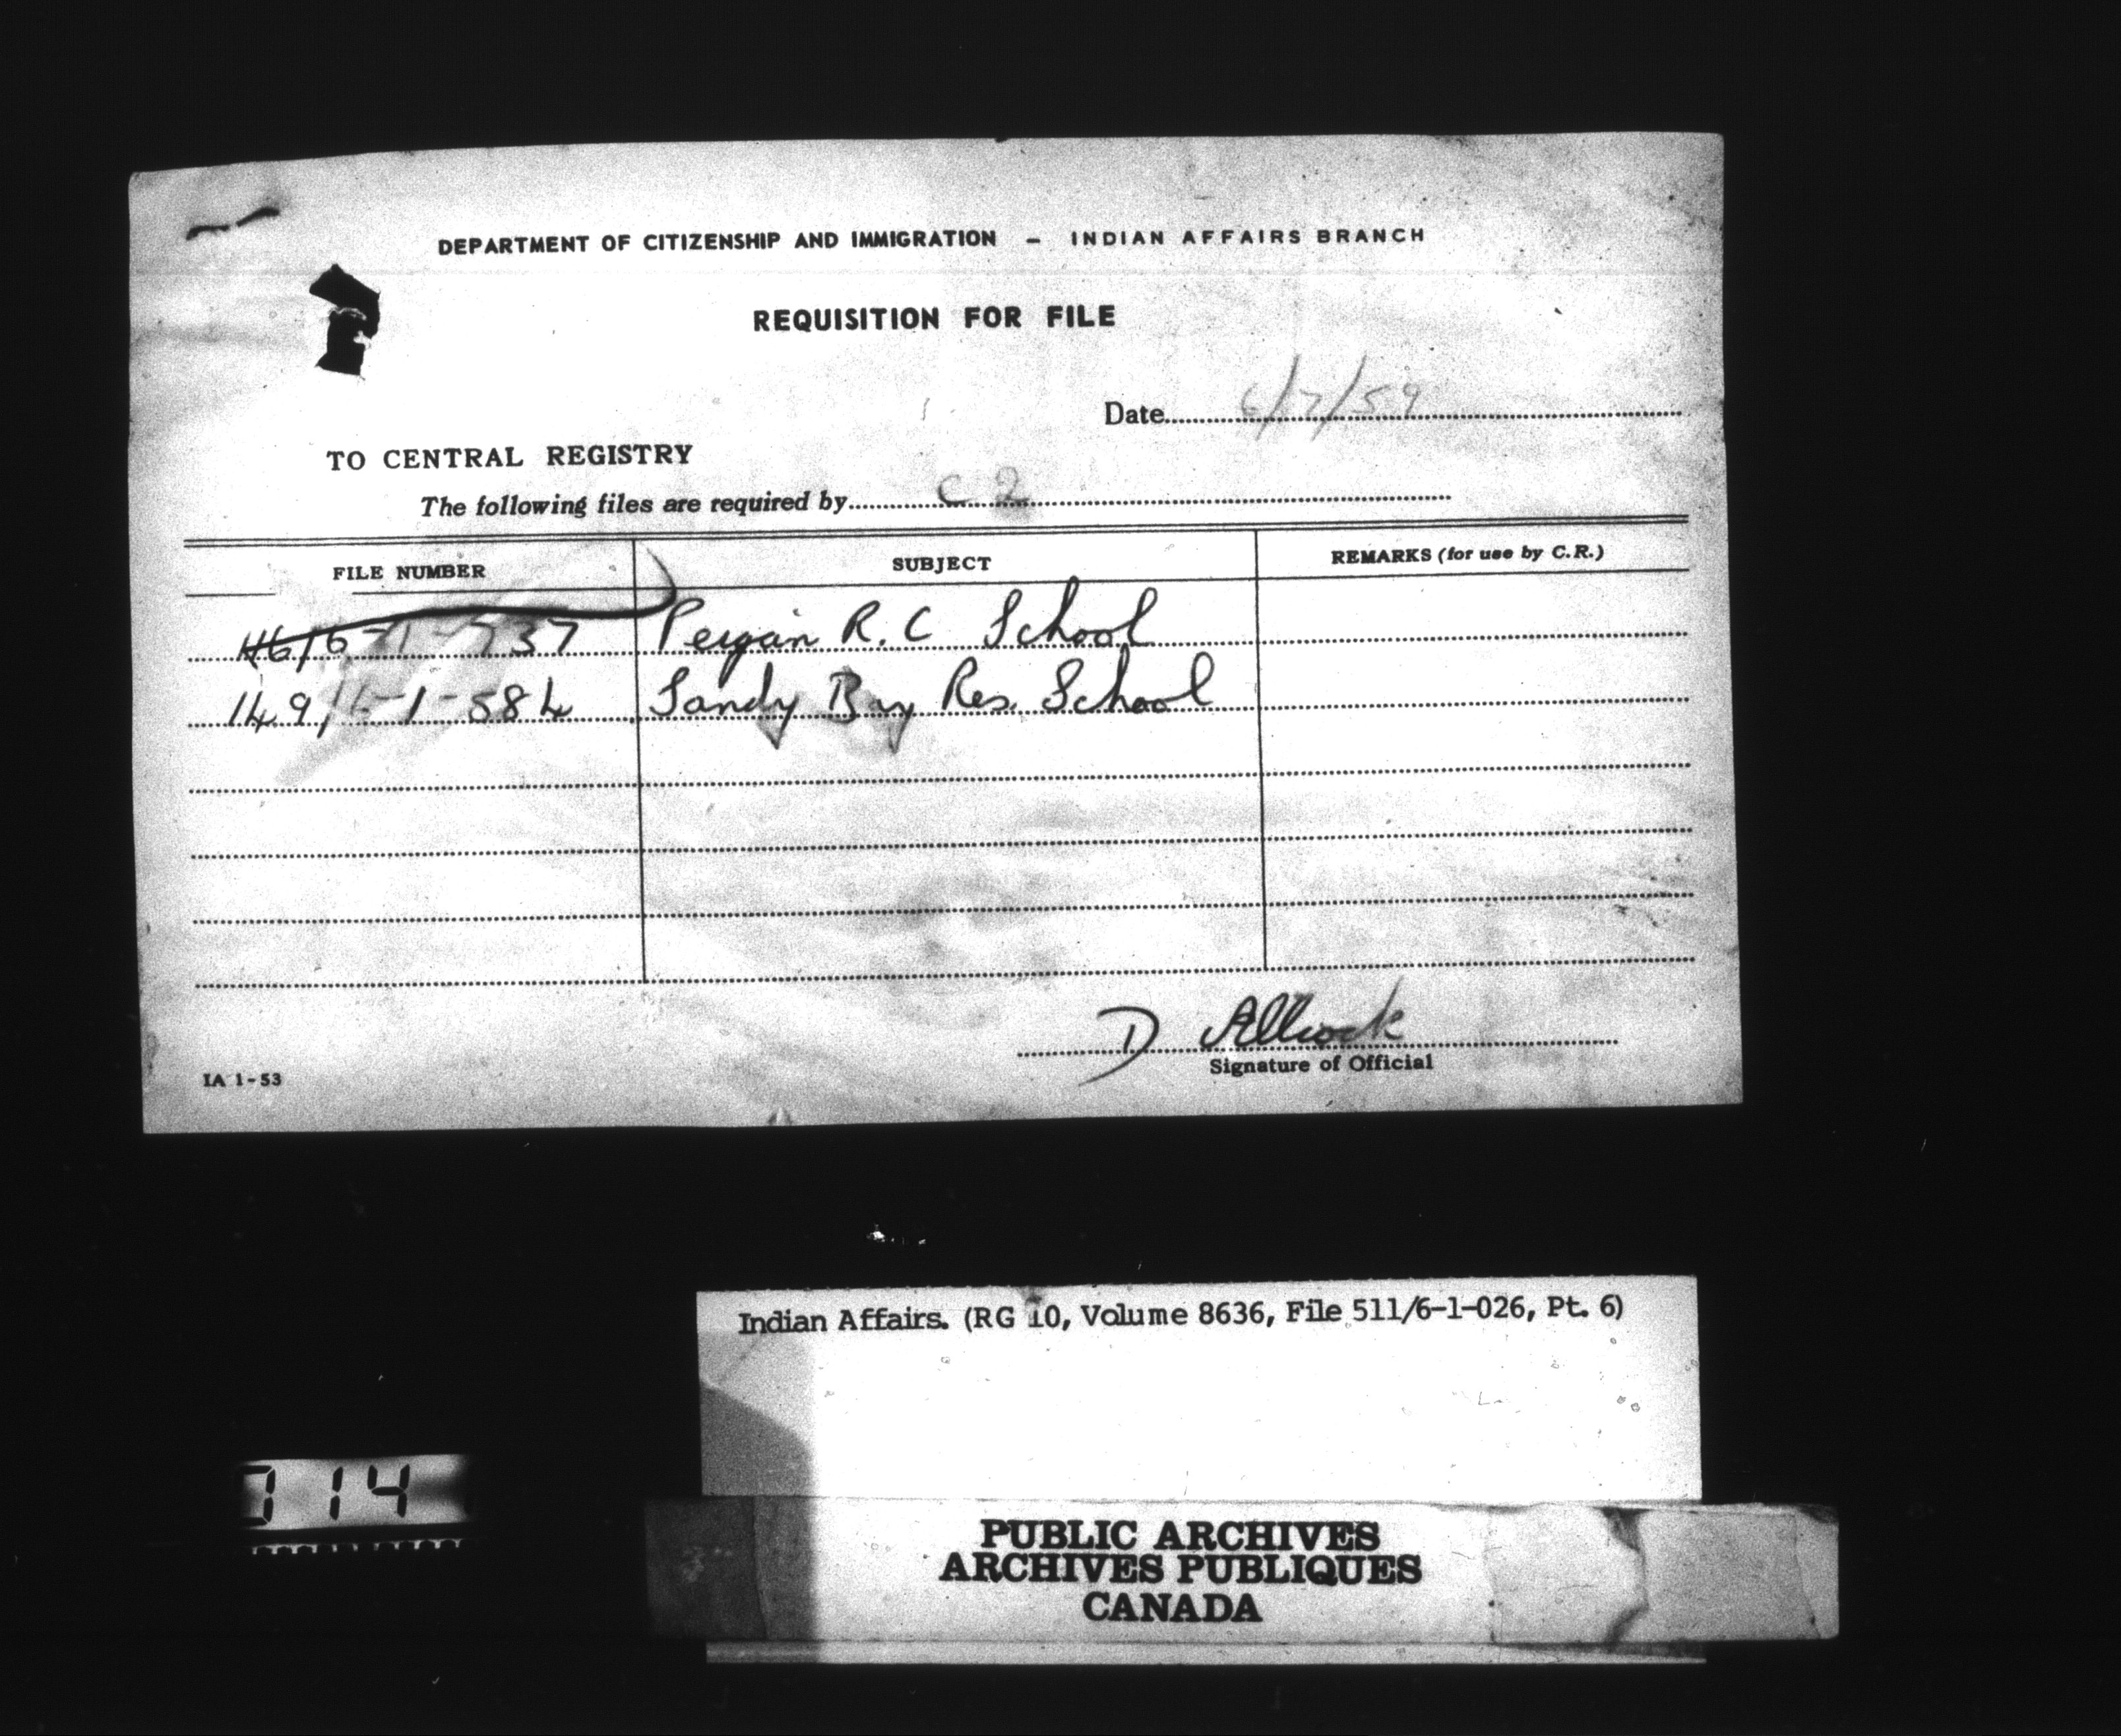 DEPARTMENT OF CITIZENSHIP AND IMMIGRATION – INDIAN AFFAIRS BRANCH
REQUISITION FOR FILE
Date 6/7/59
TO CENTRAL REGISTRY
The following files are required by C 2
FILE NUMBER SUBJECT REMARKS (for use by C.R.)
R.C School
149/6-1-584 Sandy Bay Res. School
D Allcock
Signature of Official
IA 1-53
Indian Affairs. (RG 10, Volume 8636, File 511/6-1-026, Pt. 6)
714
PUBLIC ARCHIVES
ARCHIVES PUBLIQUES
CANADA